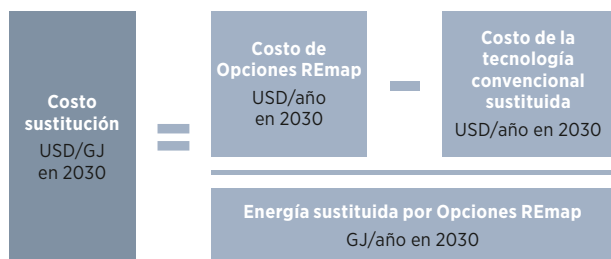 Costo
sustitución
USD/GJ
en 2030
=
Costo de
Opciones REmap
USD/año
en 2030
–
Costo de la
tecnología
convencional
sustituida
USD/año en 2030
Energía sustituida por Opciones REmap
GJ/año en 2030